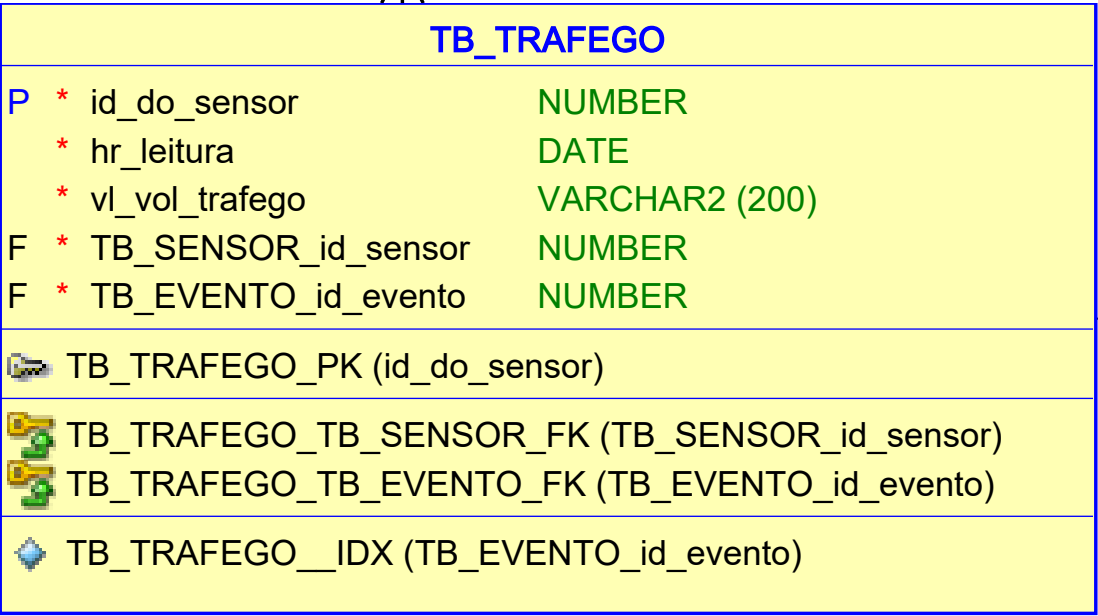 TB_TRAFEGO
P * id_do_sensor NUMBER
* hr_leitura DATE
* vl_vol_trafego VARCHAR2 (200)
F * TB_SENSOR_id_sensor NUMBER
F * TB_EVENTO_id_evento NUMBER
TB_TRAFEGO_PK (id_do_sensor)
TB_TRAFEGO_TB_SENSOR_FK (TB_SENSOR_id_sensor)
TB_TRAFEGO_TB_EVENTO_FK (TB_EVENTO_id_evento)
TB_TRAFEGO__IDX (TB_EVENTO_id_evento)